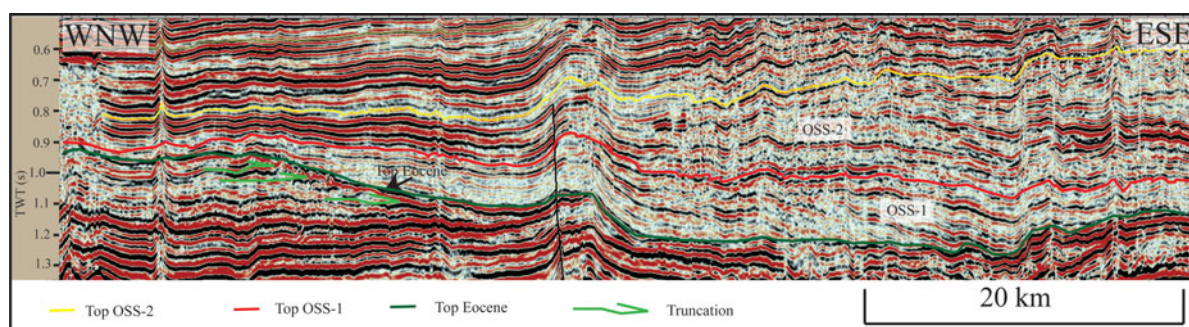 WNW
ESE
0.6
0.7
0.8
0.9
1.0
1.1
1.2
1.3
TWT (s)
OSS-2
Top Eocene
OSS-1
Top OSS-2
Top OSS-1
Top Eocene
Truncation
20 km